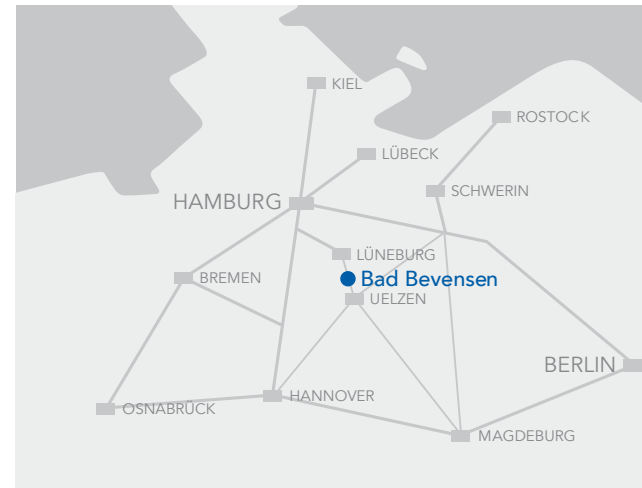 KIEL
ROSTOCK
LÜBECK
SCHWERIN
HAMBURG
LÜNEBURG
BREMEN
Bad Bevensen
UELZEN
BERLIN
HANNOVER
OSNABRÜCK
MAGDEBURG